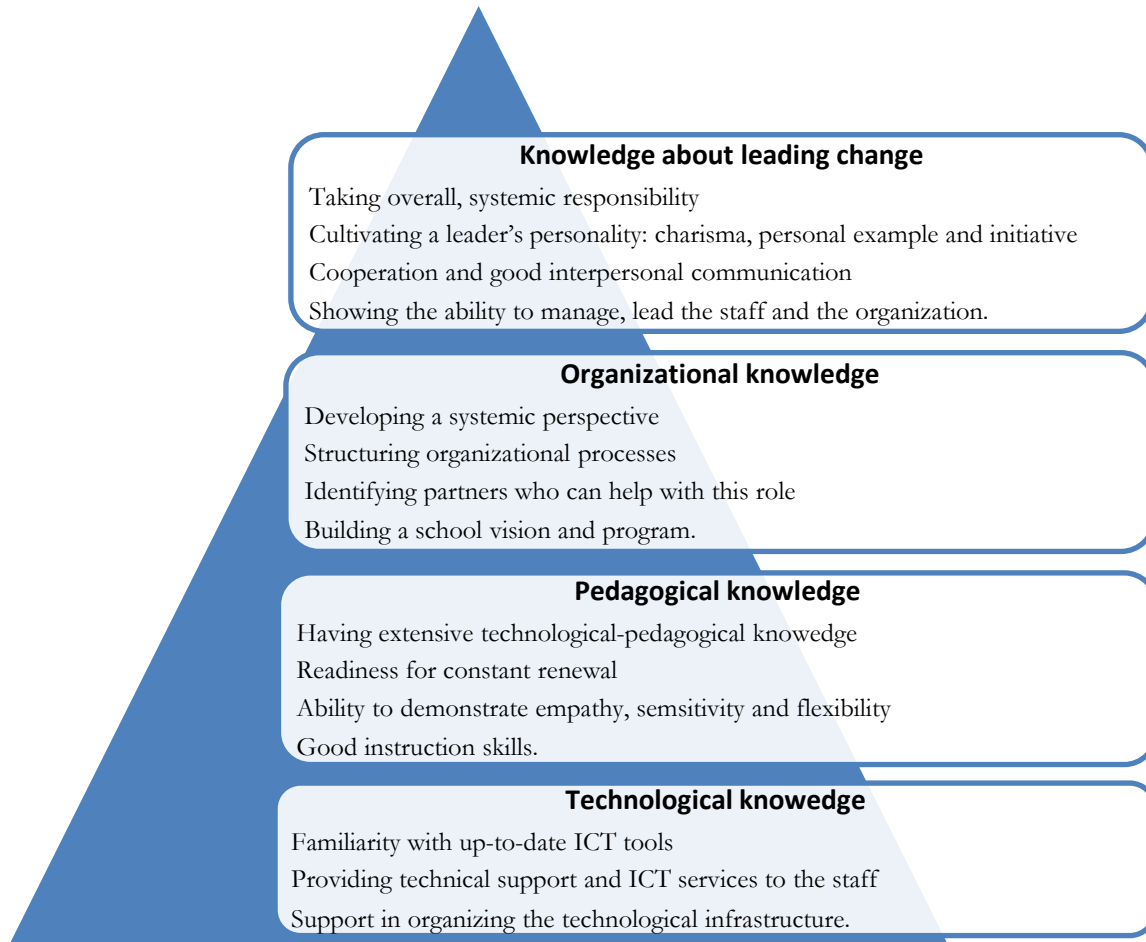 Knowledge about leading change
Taking overall, systemic responsibility
Cultivating a leader's personality: charisma, personal example and initiative
Cooperation and good interpersonal communication
Showing the ability to manage, lead the staff and the organization.
Organizational knowledge
Developing a systemic perspective
Structuring organizational processes
Identifying partners who can help with this role
Building a school vision and program.
Pedagogical knowledge
Having extensive technological-pedagogical knowedge
Readiness for constant renewal
Ability to demonstrate empathy, semsitivity and flexibility
Good instruction skills.
Technological knowedge
Familiarity with up-to-date ICT tools
Providing technical support and ICT services to the staff
Support in organizing the technological infrastructure.